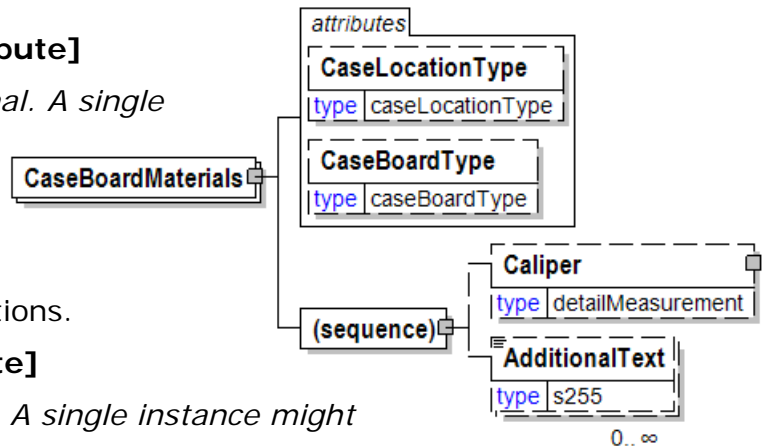 attributes
bute]
CaseLocationType
type caseLocationType
al. A single
CaseBoardType
type caseBoardType
CaseBoardMaterials
Caliper
type detailMeasurement
tions.
(sequence)
te]
AdditionalText
type s255
A single instance might
0..∞